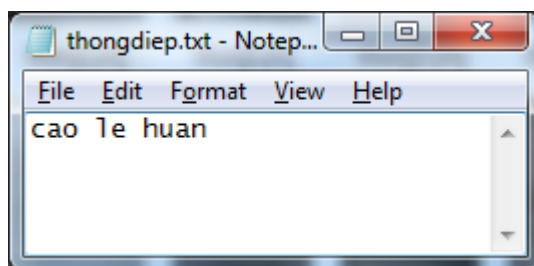 thongdiep.txt - Notep...
File Edit Format View Help
cao le huan